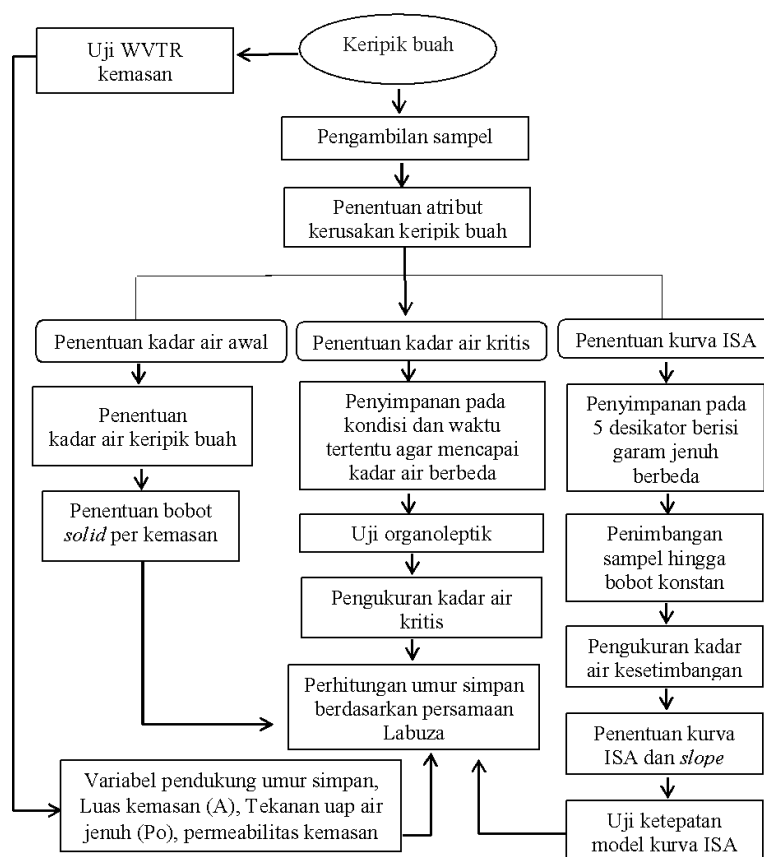 Uji WVTR
kemasan
Keripik buah
Pengambilan sampel
Penentuan atribut
kerusakan keripik buah
Penentuan kadar air awal
Penentuan
kadar air keripik buah
Penentuan bobot
solid per kemasan
Penentuan kadar air kritis
Penyimpanan pada
kondisi dan waktu
tertentu agar mencapai
kadar air berbeda
Uji organoleptik
Pengukuran kadar air
kritis
Perhitungan umur simpan
berdasarkan persamaan
Labuza
Penentuan kurva ISA
Penyimpanan pada
5 desikator berisi
garam jenuh
berbeda
Penimbangan
sampel hingga
bobot konstan
Pengukuran kadar
air kesetimbangan
Penentuan kurva
ISA dan slope
Uji ketepatan
model kurva ISA
Variabel pendukung umur simpan,
Luas kemasan (A), Tekanan uap air
jenuh (Po), permeabilitas kemasan